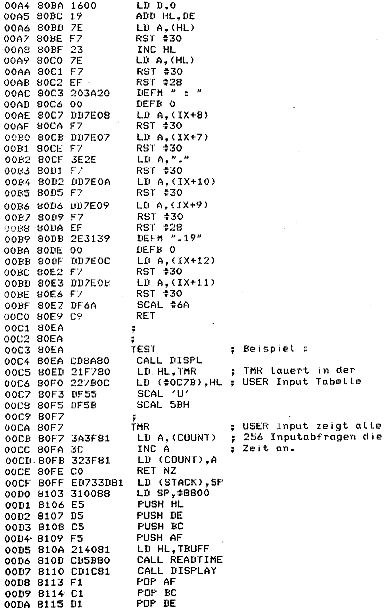 00A4 80BA 1600 LD D,0
00A5 80BC 19 ADD HL,DE
00A6 80BD 7E LD A,(HL)
00A7 80BE F7 RST $30
00A8 80BF 23 INC HL
00A9 80C0 7E LD A,(HL)
00AA 80C1 F7 RST $30
00AB 80C2 EF RST $28
00AC 80C3 203A20 DEFM " : "
00AD 80C6 00 DEFB 0
00AE 80C7 DD7E08 LD A,(IX+8)
00AF 80CA F7 RST $30
00B0 80CB DD7E07 LD A,(IX+7)
00B1 80CE F7 RST $30
00B2 80CF 3E2E LD A,"."
00B3 80D1 F7 RST $30
00B4 80D2 DD7E0A LD A,(IX+10)
00B5 80D5 F7 RST $30
00B6 80D6 DD7E09 LD A,(IX+9)
00B7 80D9 F7 RST $30
00B8 80DA EF RST $28
00B9 80DB 2E3139 DEFM ".19"
00BA 80DE 00 DEFB 0
00BB 80DF DD7E0C LD A,(IX+12)
00BC 80E2 F7 RST $30
00BD 80E3 DD7E0B LD A,(IX+11)
00BE 80E6 F7 RST $30
00BF 80E7 DF6A SCAL $6A
00C0 80E9 C9 RET
00C1 80EA ;
00C2 80EA ;
00C3 80EA TEST ; Beispiel :
00C4 80EA CD8A80 CALL DISPL
00C5 80ED 21F780 LD HL,TMR ; TMR lauert in der
00C6 80F0 227B0C LD ($0C7B),HL ; USER Input Tabelle
00C7 80F3 DF55 SCAL 'U'
00C8 80F5 DF5B SCAL 5BH
00C9 80F7 ;
00CA 80F7 TMR ; USER Input zeigt alle
00CB 80F7 3A3F81 LD A,(COUNT) ; 256 Inputabfragen die
00CC 80FA 3C INC A ; Zeit an.
00CD 80FB 323F81 LD (COUNT),A
00CE 80FE C0 RET NZ
00CF 80FF ED733D81 LD (STACK),SP
00D0 8103 310088 LD SP,$8800
00D1 8106 E5 PUSH HL
00D2 8107 D5 PUSH DE
00D3 8108 C5 PUSH BC
00D4 8109 F5 PUSH AF
00D5 810A 214081 LD HL,TBUFF
00D6 810D CD5B80 CALL READTIME
00D7 8110 CD1C81 CALL DISPLAY
00D8 8113 F1 POP AF
00D9 8114 C1 POP BC
00DA 8115 D1 POP DE